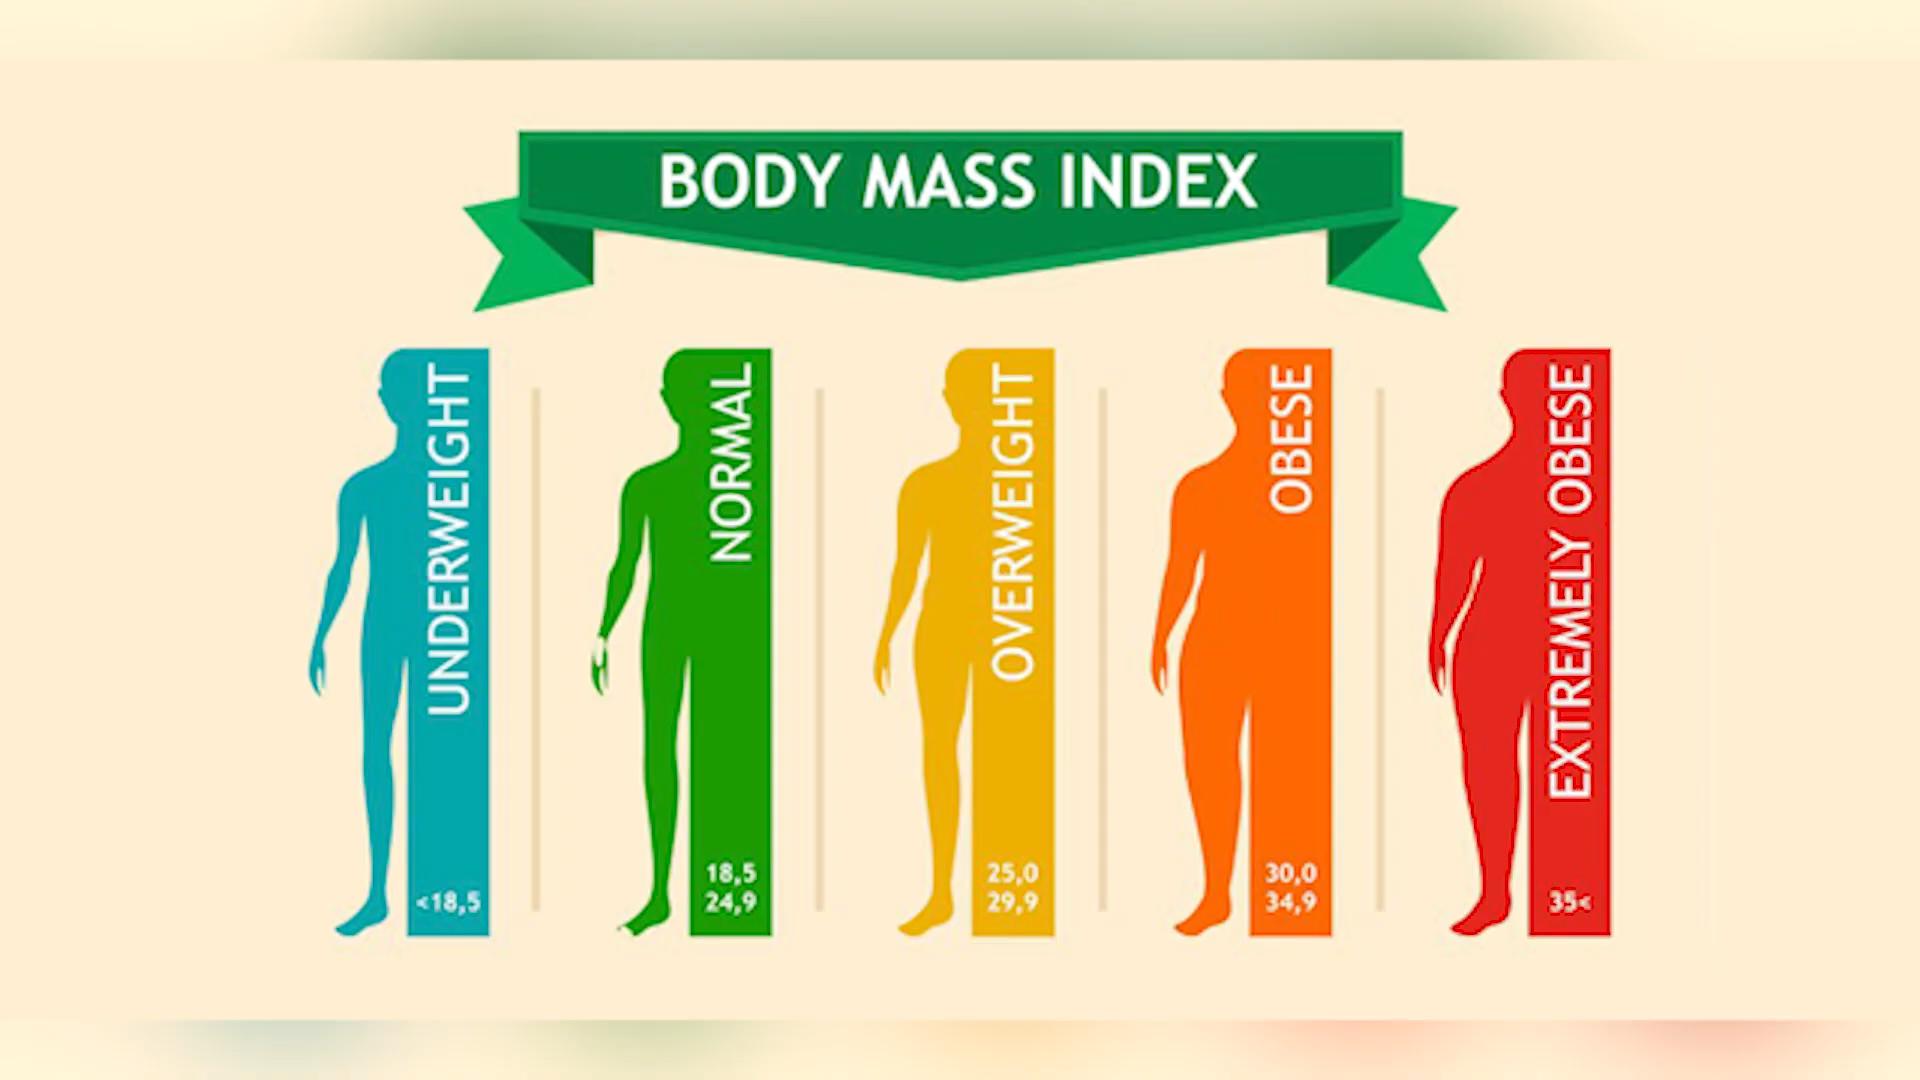 BODY MASS INDEX
UNDERWEIGHT
<18,5
NORMAL
18,5
24,9
OVERWEIGHT
25,0
29,9
OBESE
30,0
34,9
EXTREMELY OBESE
35<